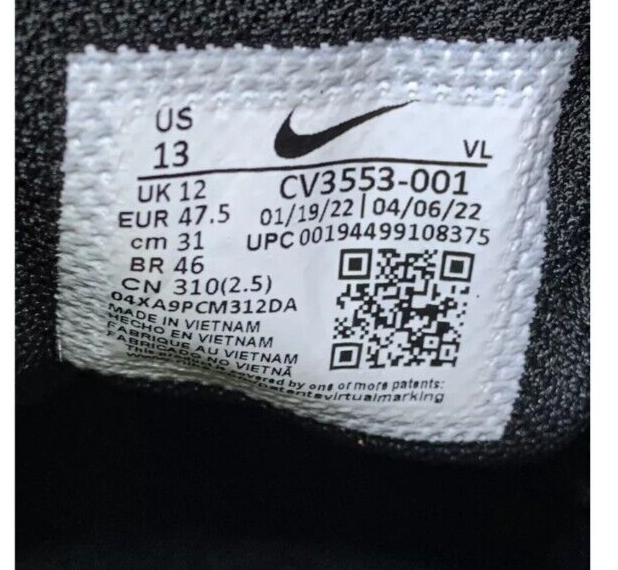 US
13
VL
UK 12
CV3553-001
EUR 47.5
01/19/22 | 04/06/22
cm 31
UPC 00194499108375
BR 46
CN 310(2.5)
04XA9PCM312DA
MADE IN VIETNAM
HECHO EN VIETNAM
FABRIQUE AU VIETNAM
FABRICADO NO VIETNÃ
This covered by one or more patents: